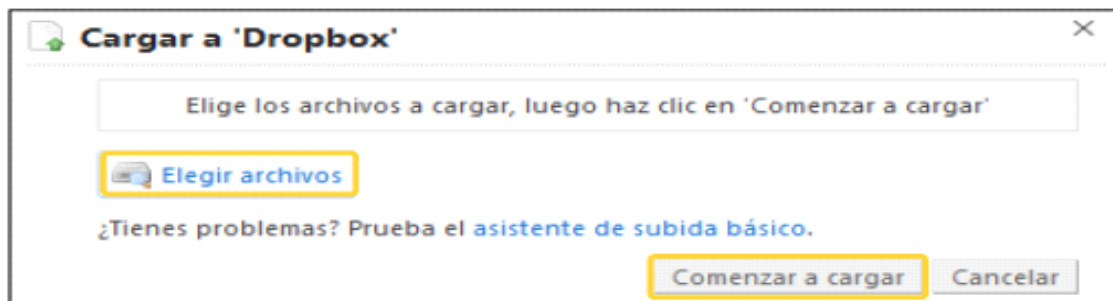 Cargar a 'Dropbox'
Elige los archivos a cargar, luego haz clic en 'Comenzar a cargar'
Elegir archivos
¿Tienes problemas? Prueba el asistente de subida básico.
Comenzar a cargar Cancelar